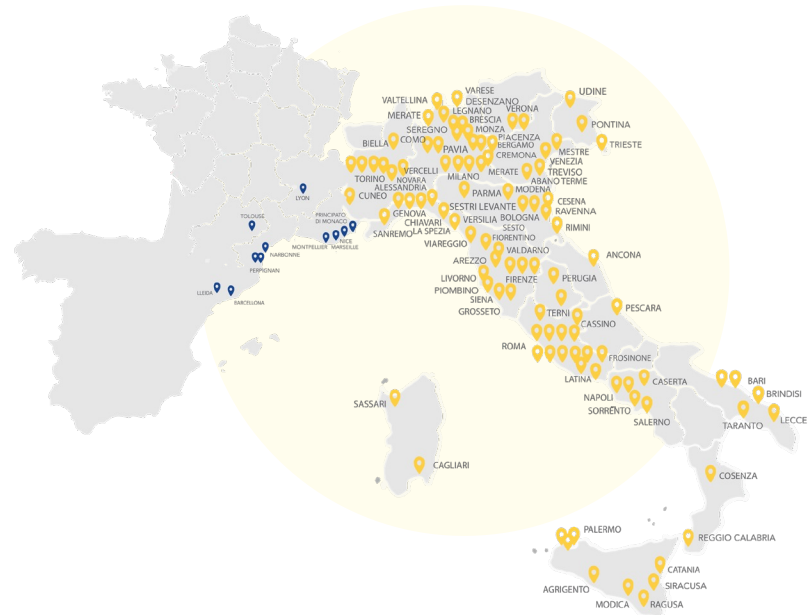 VARESE
VALTELLINA
DESENZANO
UDINE
LEGNANO
VERONA
MERATE
BRESCIA
PONTINA
SEREGNO
MONZA
BIELLA
COMO
PIACENZA
TRIESTE
PAVIA
BERGAMO
MESTRE
CREMONA
VENEZIA
VERCELLI
MILANO
MERATE
TREVISO
TORINO
NOVARA
ABANO TERME
ALESSANDRIA
CUNEO
PARMA
MODENA
CESENA
LYON
SESTRI LEVANTE
GENOVA
RAVENNA
TOLOUSE
PRINCIPATO
DI MONACO
CHIAVARI
VERSILIA
BOLOGNA
SANREMO
LA SPEZIA
SESTO
FIORENTINO
RIMINI
MONTPELLIER
NICE
MARSEILLE
VIAREGGIO
VALDARNO
NARBONNE
AREZZO
ANCONA
PERPIGNAN
LIVORNO
FIRENZE
PERUGIA
LLEIDA
PIOMBINO
SIENA
BARCELLONA
GROSSETO
TERNI
PESCARA
CASSINO
ROMA
FROSINONE
LATINA
CASERTA
BARI
NAPOLI
BRINDISI
SASSARI
SORRENTO
SALERNO
TARANTO
LECCE
CAGLIARI
COSENZA
PALERMO
REGGIO CALABRIA
CATANIA
AGRIGENTO
SIRACUSA
MODICA
RAGUSA